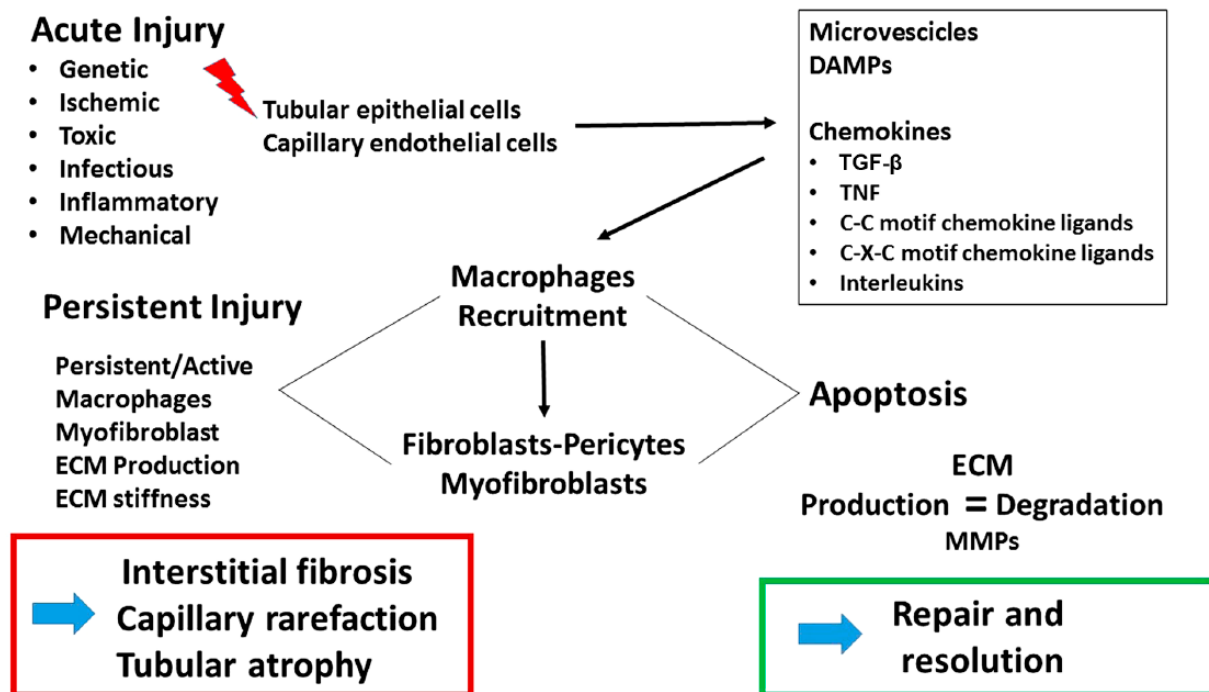 Acute Injury
• Genetic
• Ischemic
• Toxic
• Infectious
• Inflammatory
• Mechanical
Tubular epithelial cells
Capillary endothelial cells
Microvescicles
DAMPs
Chemokines
• TGF-β
• TNF
• C-C motif chemokine ligands
• C-X-C motif chemokine ligands
• Interleukins
Macrophages
Recruitment
Fibroblasts-Pericytes
Myofibroblasts
Persistent Injury
Persistent/Active
Macrophages
Myofibroblast
ECM Production
ECM stiffness
Interstitial fibrosis
Capillary rarefaction
Tubular atrophy
Apoptosis
ECM
Production = Degradation
MMPs
Repair and
resolution